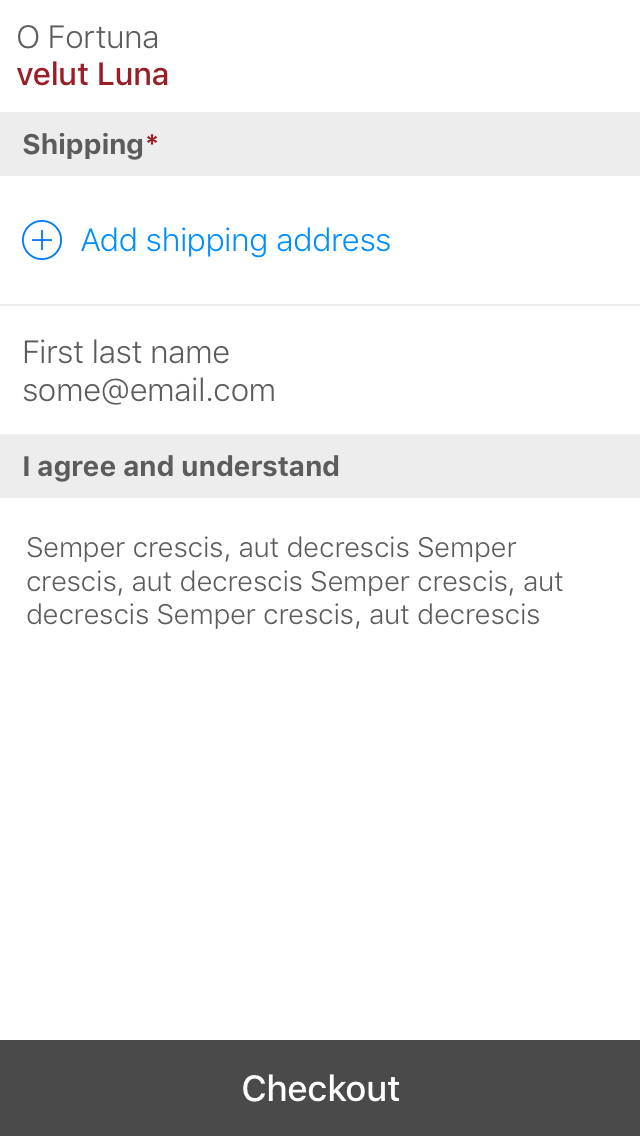 O Fortuna
velut Luna
Shipping*
Add shipping address
First last name
some@email.com
I agree and understand
Semper crescis, aut decrescis Semper
crescis, aut decrescis Semper crescis, aut
decrescis Semper crescis, aut decrescis
Checkout